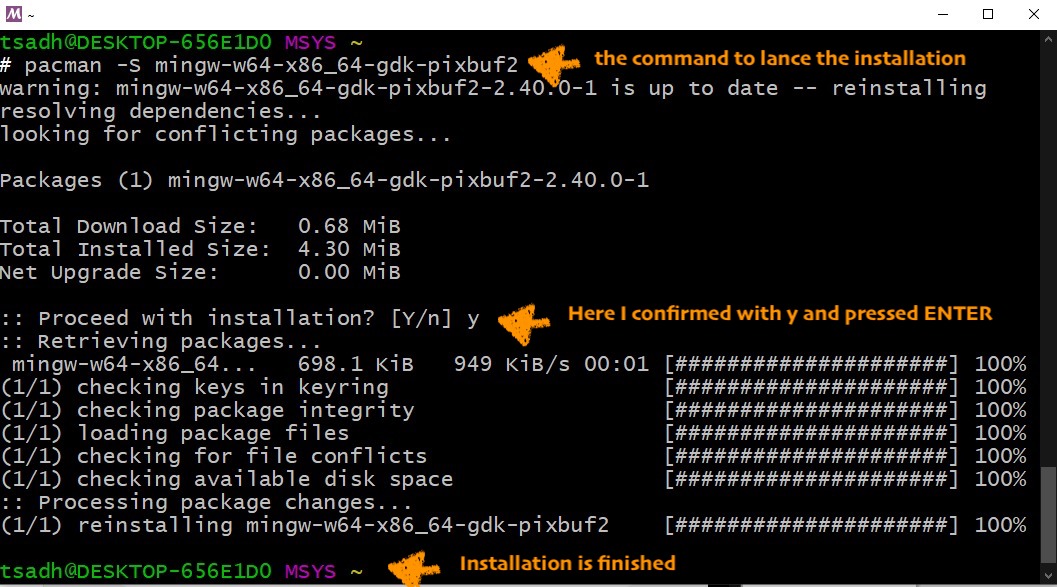 ~
tsadh@DESKTOP-656E1D0 MSYS ~
# pacman -S mingw-w64-x86_64-gdk-pixbuf2
the command to lance the installation
warning: mingw-w64-x86_64-gdk-pixbuf2-2.40.0-1 is up to date -- reinstalling
resolving dependencies...
looking for conflicting packages...
Packages (1) mingw-w64-x86_64-gdk-pixbuf2-2.40.0-1
Total Download Size:   0.68 MiB
Total Installed Size:  4.30 MiB
Net Upgrade Size:      0.00 MiB
:: Proceed with installation? [Y/n] y
Here I confirmed with y and pressed ENTER
:: Retrieving packages...
mingw-w64-x86_64...   698.1 KiB   949 KiB/s 00:01 [#####################] 100%
(1/1) checking keys in keyring                     [#####################] 100%
(1/1) checking package integrity                   [#####################] 100%
(1/1) loading package files                        [#####################] 100%
(1/1) checking for file conflicts                  [#####################] 100%
(1/1) checking available disk space                [#####################] 100%
:: Processing package changes...
(1/1) reinstalling mingw-w64-x86_64-gdk-pixbuf2    [#####################] 100%
tsadh@DESKTOP-656E1D0 MSYS ~
Installation is finished